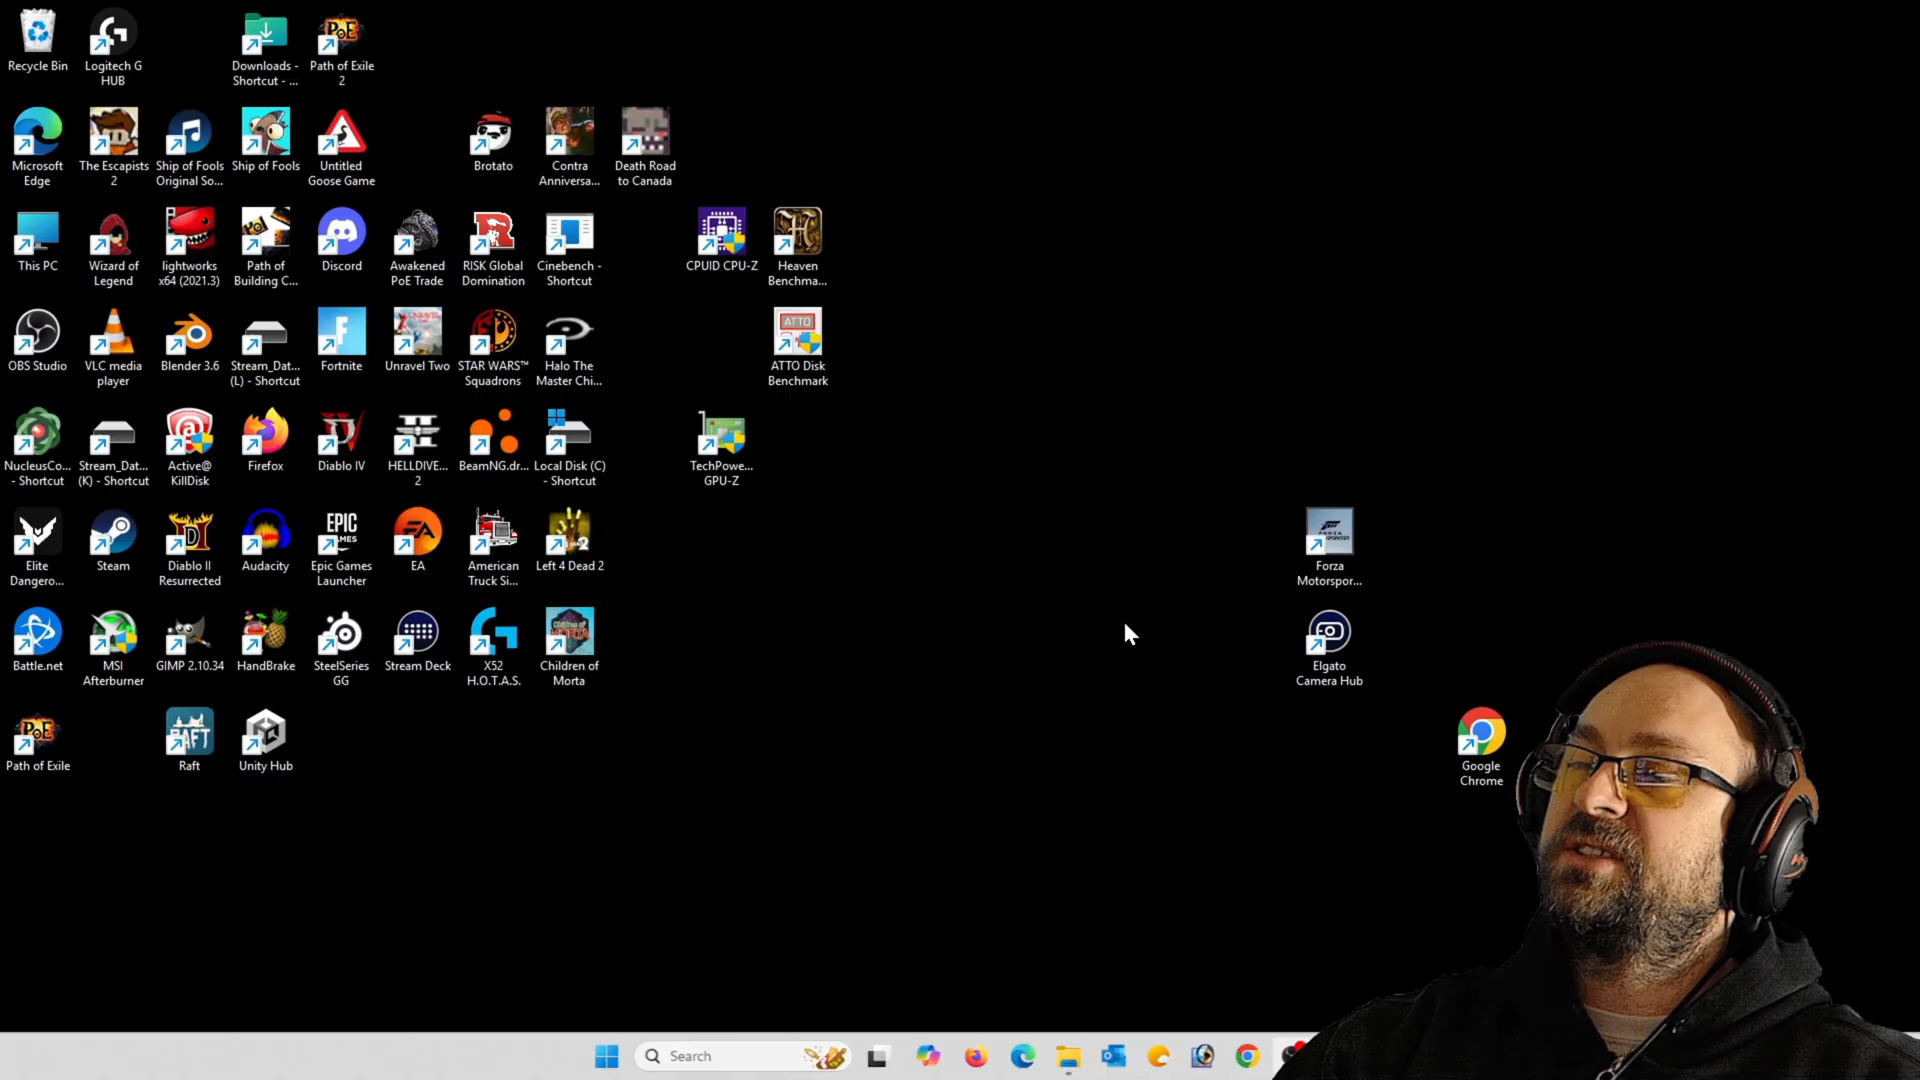 Recycle Bin
Logitech G
HUB
Downloads -
Shortcut - ...
PoE
Path of Exile
2
Microsoft
Edge
The Escapists
2
Ship of Fools
Original So...
Ship of Fools
Untitled
Goose Game
Brotato
Contra
Anniversa...
Death Road
to Canada
This PC
Wizard of
Legend
lightworks
x64 (2021.3)
Path of
Building C...
Discord
Awakened
PoE Trade
RISK Global
Domination
Cinebench -
Shortcut
CPUID CPU-Z
Heaven
Benchma...
OBS Studio
VLC media
player
Blender 3.6
Stream_Dat...
(L) - Shortcut
Fortnite
Unravel Two
STAR WARS™
Squadrons
Halo The
Master Chi...
ATTO
ATTO Disk
Benchmark
NucleusCo...
- Shortcut
Stream_Dat...
(K) - Shortcut
Active@
KillDisk
Firefox
Diablo IV
HELLDIVE...
2
BeamNG.dr...
Local Disk (C)
- Shortcut
TechPowe...
GPU-Z
Elite
Dangero...
Steam
Diablo II
Resurrected
Audacity
EPIC
GAMES
Epic Games
Launcher
EA
EA
American
Truck Si...
Left 4 Dead 2
Forza
Motorspor...
Battle.net
MSI
Afterburner
GIMP 2.10.34
HandBrake
SteelSeries
GG
Stream Deck
X52
H.O.T.A.S.
Children of
Morta
Elgato
Camera Hub
PoE
Path of Exile
RAFT
Raft
Unity Hub
Google
Chrome
Search